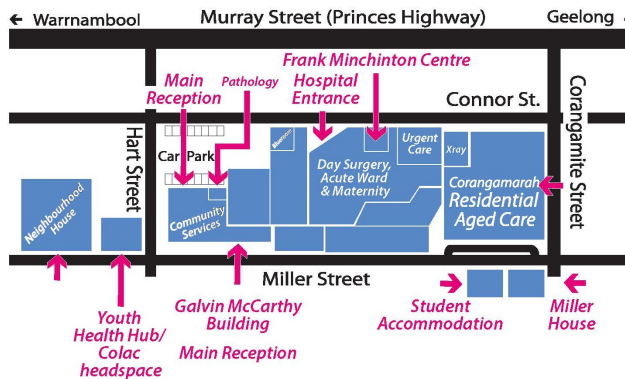 ← Warrnambool
Murray Street (Princes Highway)
Geelong →
Main
Reception
Pathology
Frank Minchinton Centre
Hospital
Entrance
Connor St.
Hart Street
Corangamite Street
Car Park
Urgent
Care
Xray
Day Surgery,
Acute Ward
& Maternity
Corangamarah
Residential
Aged Care
Neighbourhood
House
Community
Services
Miller Street
Youth
Health Hub/
Colac
headspace
Galvin McCarthy
Building
Main Reception
Student
Accommodation
Miller
House